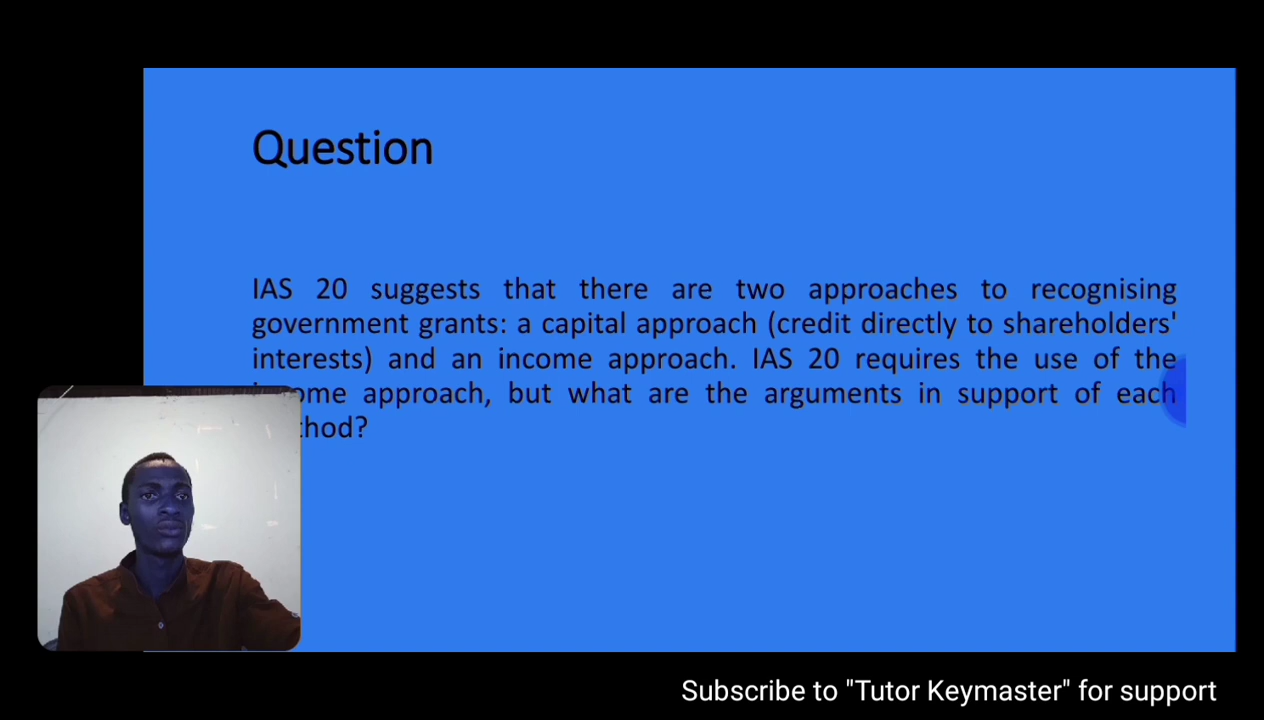 Question
IAS 20 suggests that there are two approaches to recognising
government grants: a capital approach (credit directly to shareholders'
interests) and an income approach. IAS 20 requires the use of the
approach, but what are the arguments in support of each
Subscribe to "Tutor Keymaster" for support